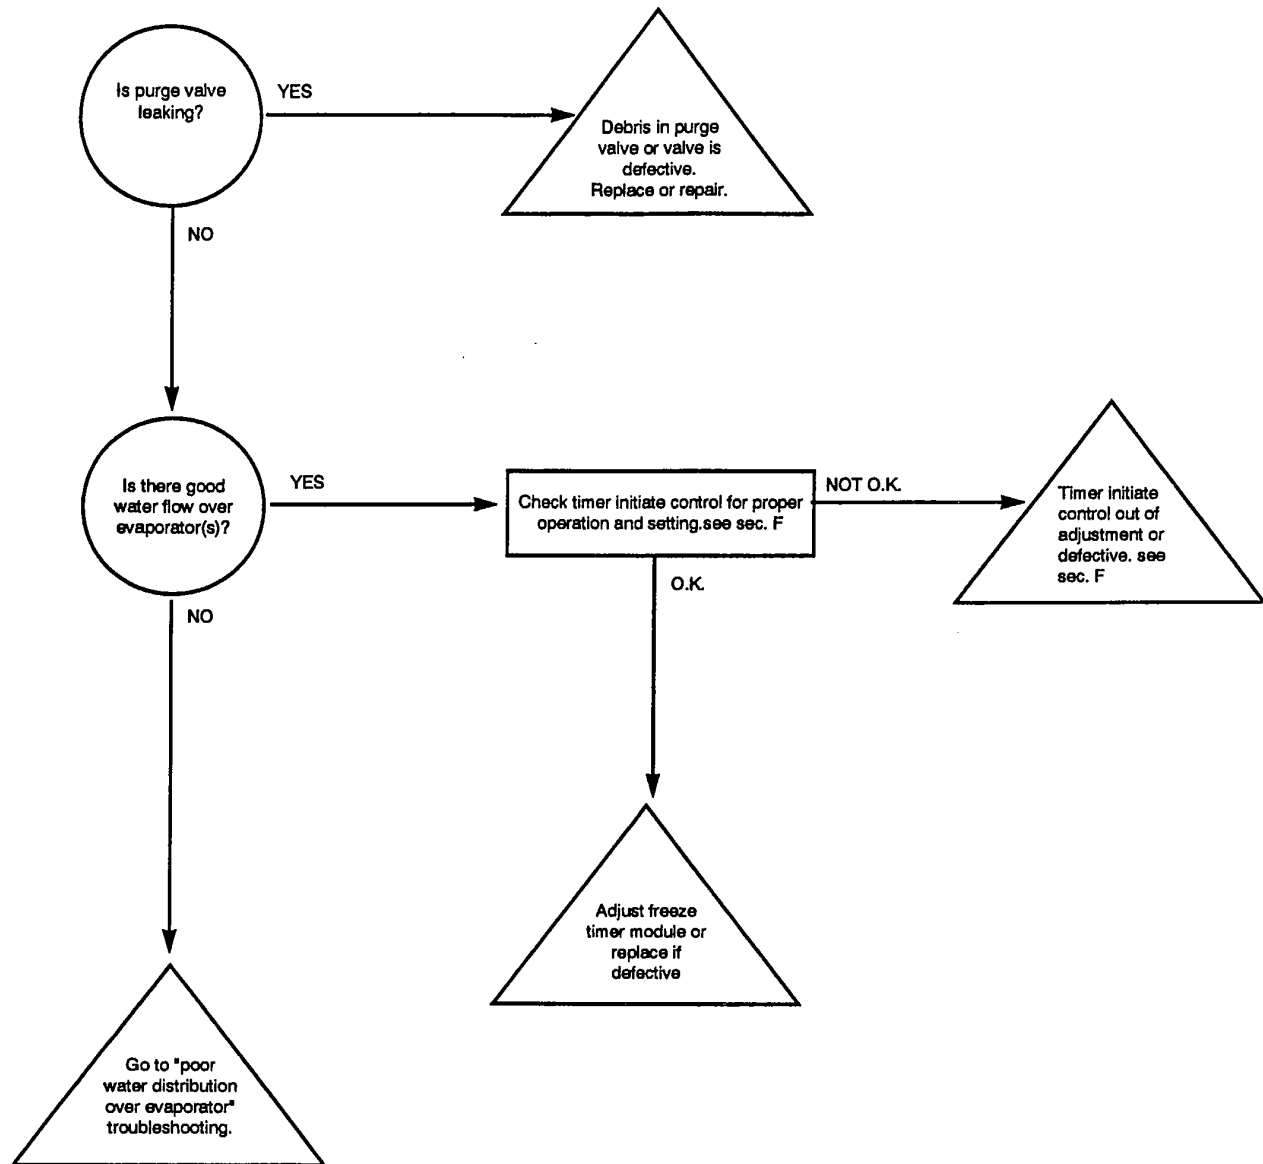 Is purge valve
leaking?
YES
Debris in purge
valve or valve is
defective.
Replace or repair.
NO
Is there good
water flow over
evaporator(s)?
YES
Check timer initiate control for proper
operation and setting.see sec. F
NOT O.K.
Timer initiate
control out of
adjustment or
defective. see
sec. F
O.K.
NO
Adjust freeze
timer module or
replace if
defective
Go to "poor
water distribution
over evaporator"
troubleshooting.